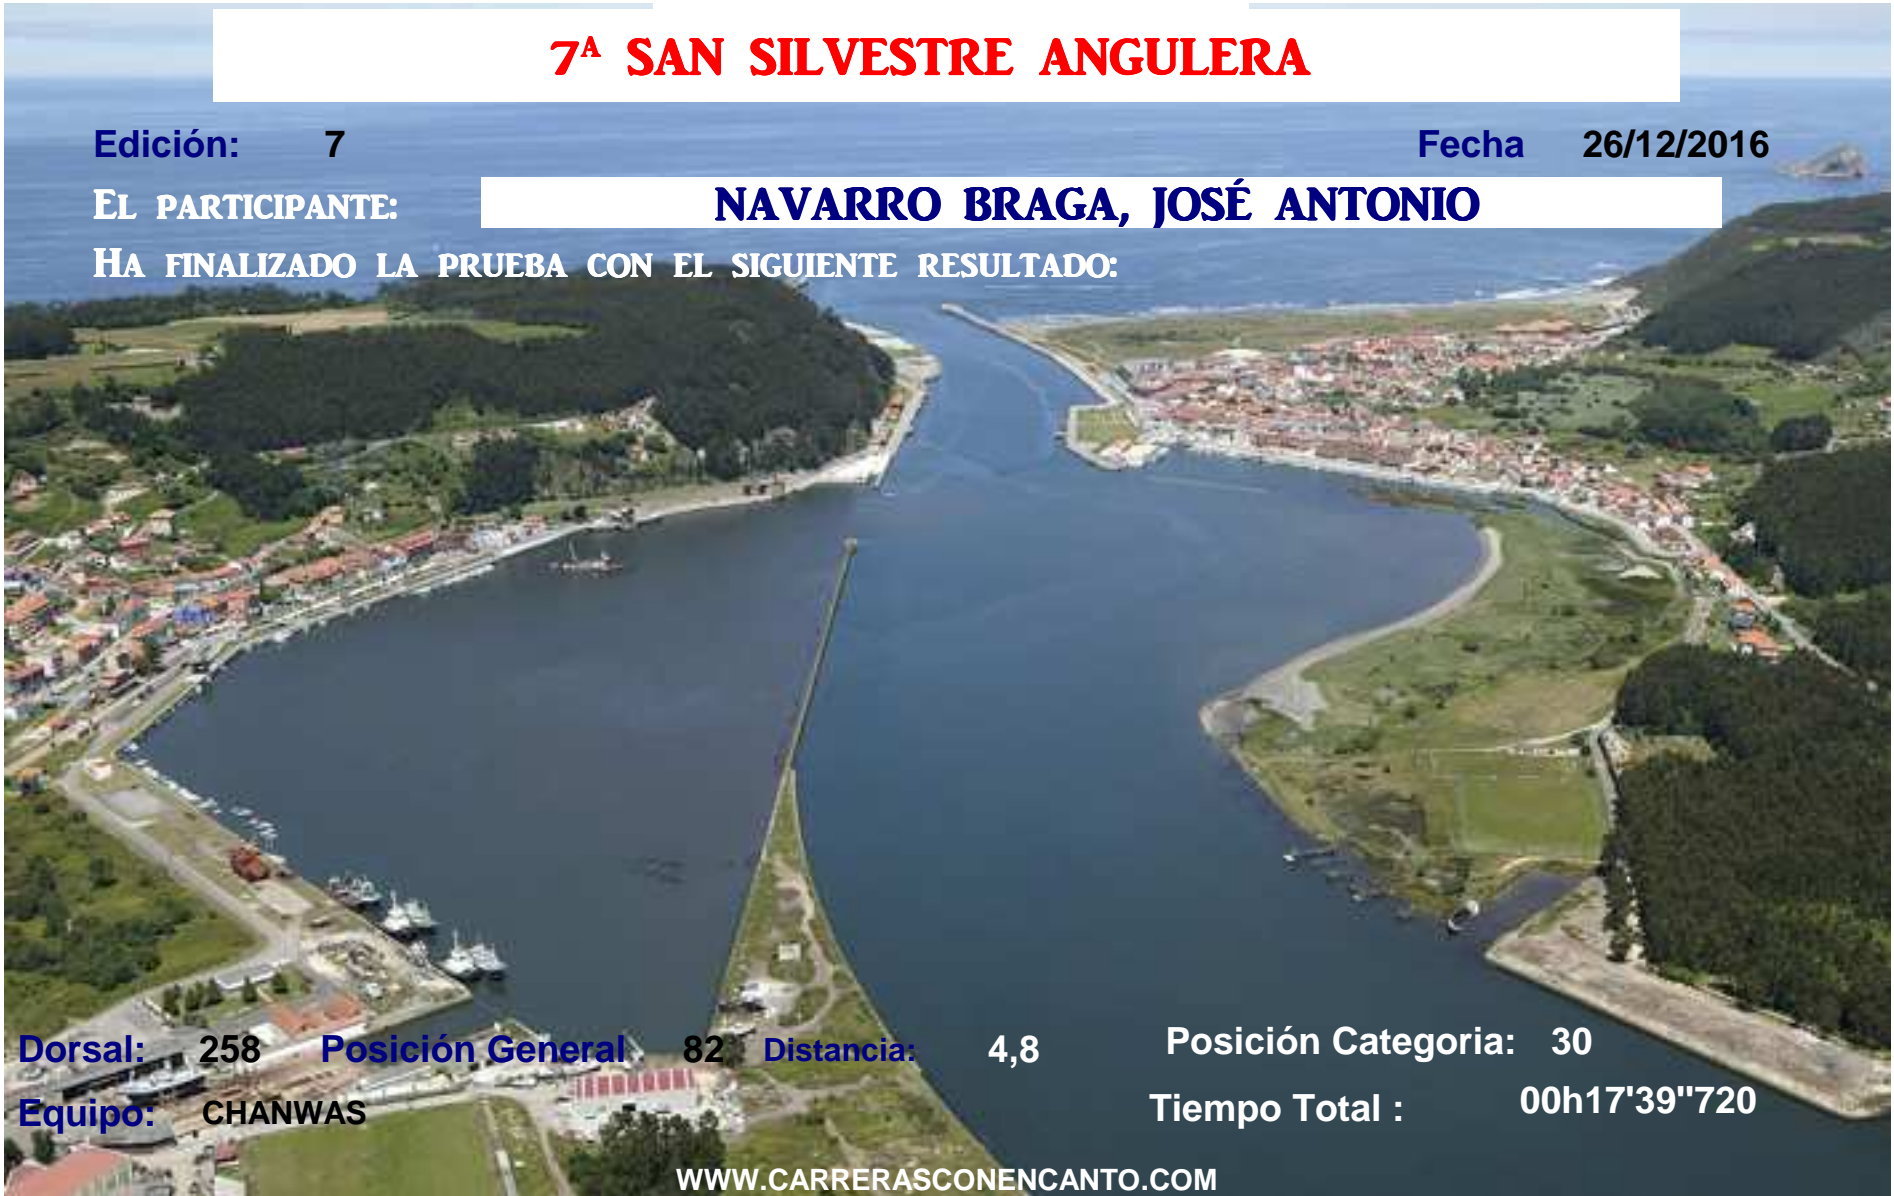 7ª SAN SILVESTRE ANGULERA
Edición: 7 Fecha 26/12/2016
EL PARTICIPANTE: NAVARRO BRAGA, JOSÉ ANTONIO
HA FINALIZADO LA PRUEBA CON EL SIGUIENTE RESULTADO:
Dorsal: 258 Posición General 82 Distancia: 4,8 Posición Categoria: 30
Equipo: CHANWAS Tiempo Total : 00h17'39"720
WWW.CARRERASCONENCANTO.COM